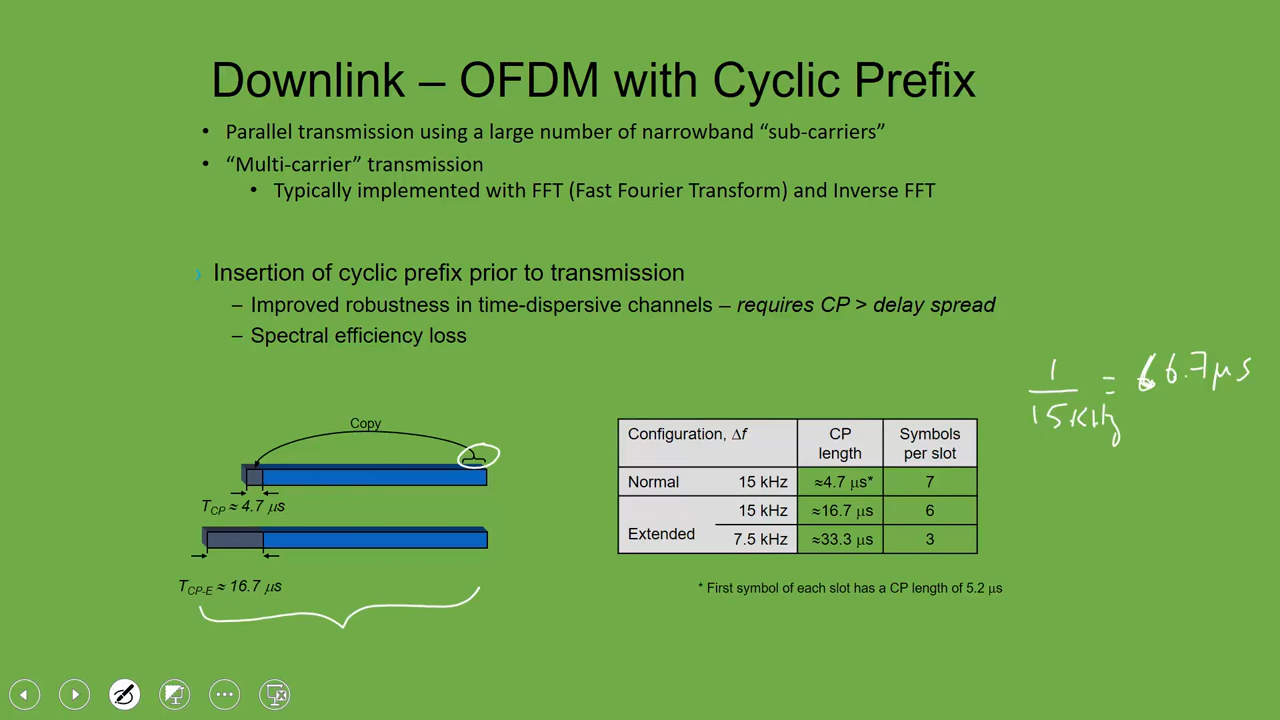 Downlink – OFDM with Cyclic Prefix
• Parallel transmission using a large number of narrowband “sub-carriers”
• “Multi-carrier” transmission
• Typically implemented with FFT (Fast Fourier Transform) and Inverse FFT
› Insertion of cyclic prefix prior to transmission
– Improved robustness in time-dispersive channels – requires CP > delay spread
– Spectral efficiency loss
1/15KHz = 66.7μs
Copy
T_CP ≈ 4.7 μs
T_CP-E ≈ 16.7 μs
Configuration, Δf CP length Symbols per slot
Normal 15 kHz ≈4.7 μs* 7
Extended 15 kHz ≈16.7 μs 6
7.5 kHz ≈33.3 μs 3
* First symbol of each slot has a CP length of 5.2 μs